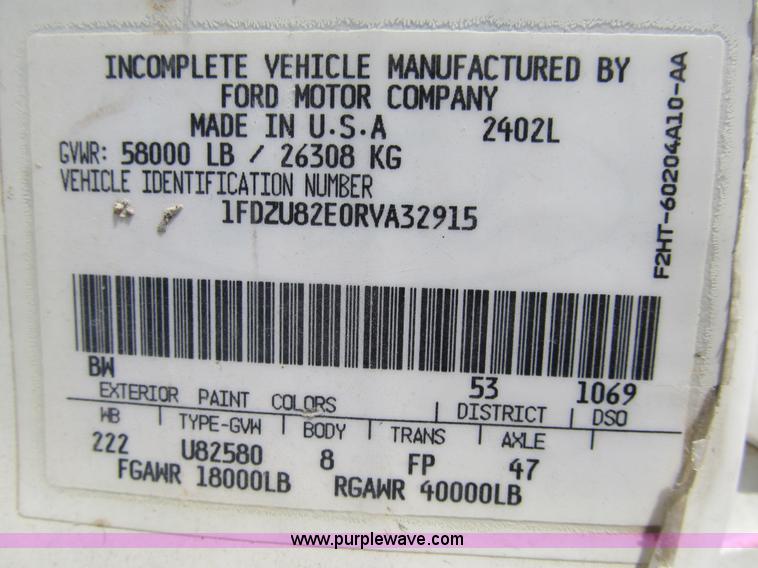 INCOMPLETE VEHICLE MANUFACTURED BY
FORD MOTOR COMPANY
MADE IN U.S.A 2402L
GVWR: 58000 LB / 26308 KG
VEHICLE IDENTIFICATION NUMBER
1FDZU82E0RVA32915
F2HT-60204A10-AA
BW 53 1069
EXTERIOR PAINT COLORS DISTRICT DSO
WB TYPE-GVW BODY TRANS AXLE
222 U82580 8 FP 47
FGAWR 18000LB RGAWR 40000LB
www.purplewave.com